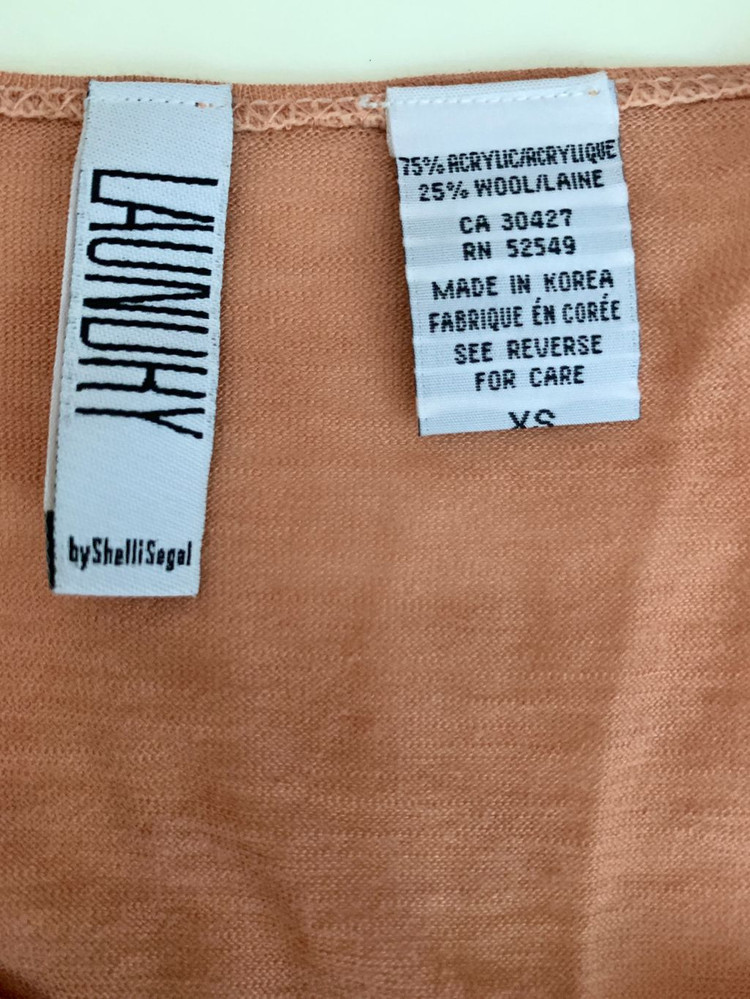 LAUNDRY
byShelliSegal
75% ACRYLIC/ACRYLIQUE
25% WOOL/LAINE
CA 30427
RN 52549
MADE IN KOREA
FABRIQUE ÉN CORÉE
SEE REVERSE
FOR CARE
XS